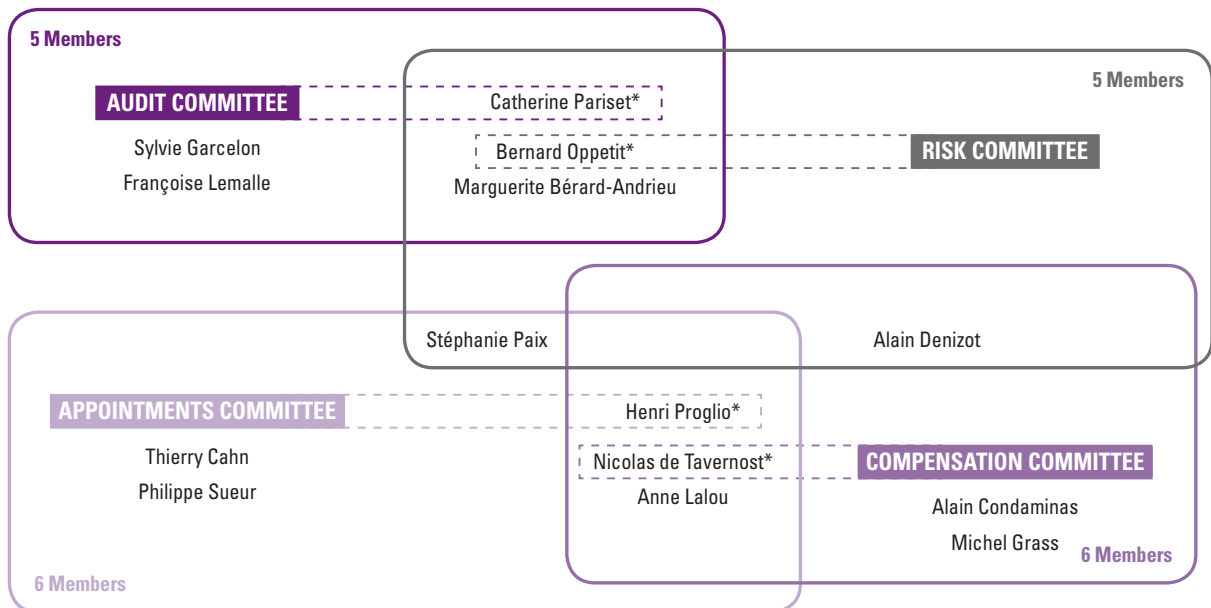 5 Members
5 Members
AUDIT COMMITTEE
Catherine Pariset*
Sylvie Garcelon
Bernard Oppetit*
RISK COMMITTEE
Françoise Lemalle
Marguerite Bérard-Andrieu
Stéphanie Paix
Alain Denizot
APPOINTMENTS COMMITTEE
Henri Proglio*
Thierry Cahn
Nicolas de Tavernost*
COMPENSATION COMMITTEE
Philippe Sueur
Anne Lalou
Alain Condaminas
Michel Grass
6 Members
6 Members